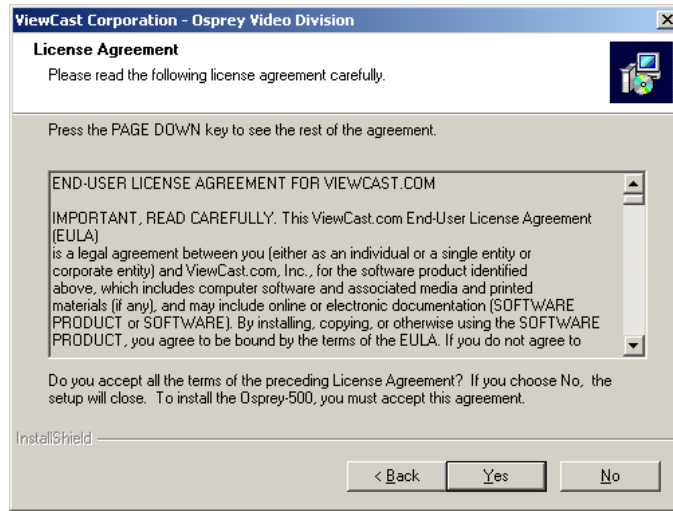 ViewCast Corporation - Osprey Video Division
License Agreement
Please read the following license agreement carefully.
Press the PAGE DOWN key to see the rest of the agreement.
END-USER LICENSE AGREEMENT FOR VIEWCAST.COM
IMPORTANT, READ CAREFULLY. This ViewCast.com End-User License Agreement
(EULA)
is a legal agreement between you (either as an individual or a single entity or
corporate entity) and ViewCast.com, Inc., for the software product identified
above, which includes computer software and associated media and printed
materials (if any), and may include online or electronic documentation (SOFTWARE
PRODUCT or SOFTWARE). By installing, copying, or otherwise using the SOFTWARE
PRODUCT, you agree to be bound by the terms of the EULA. If you do not agree to
Do you accept all the terms of the preceding License Agreement? If you choose No, the
setup will close. To install the Osprey-500, you must accept this agreement.
InstallShield
< Back Yes No